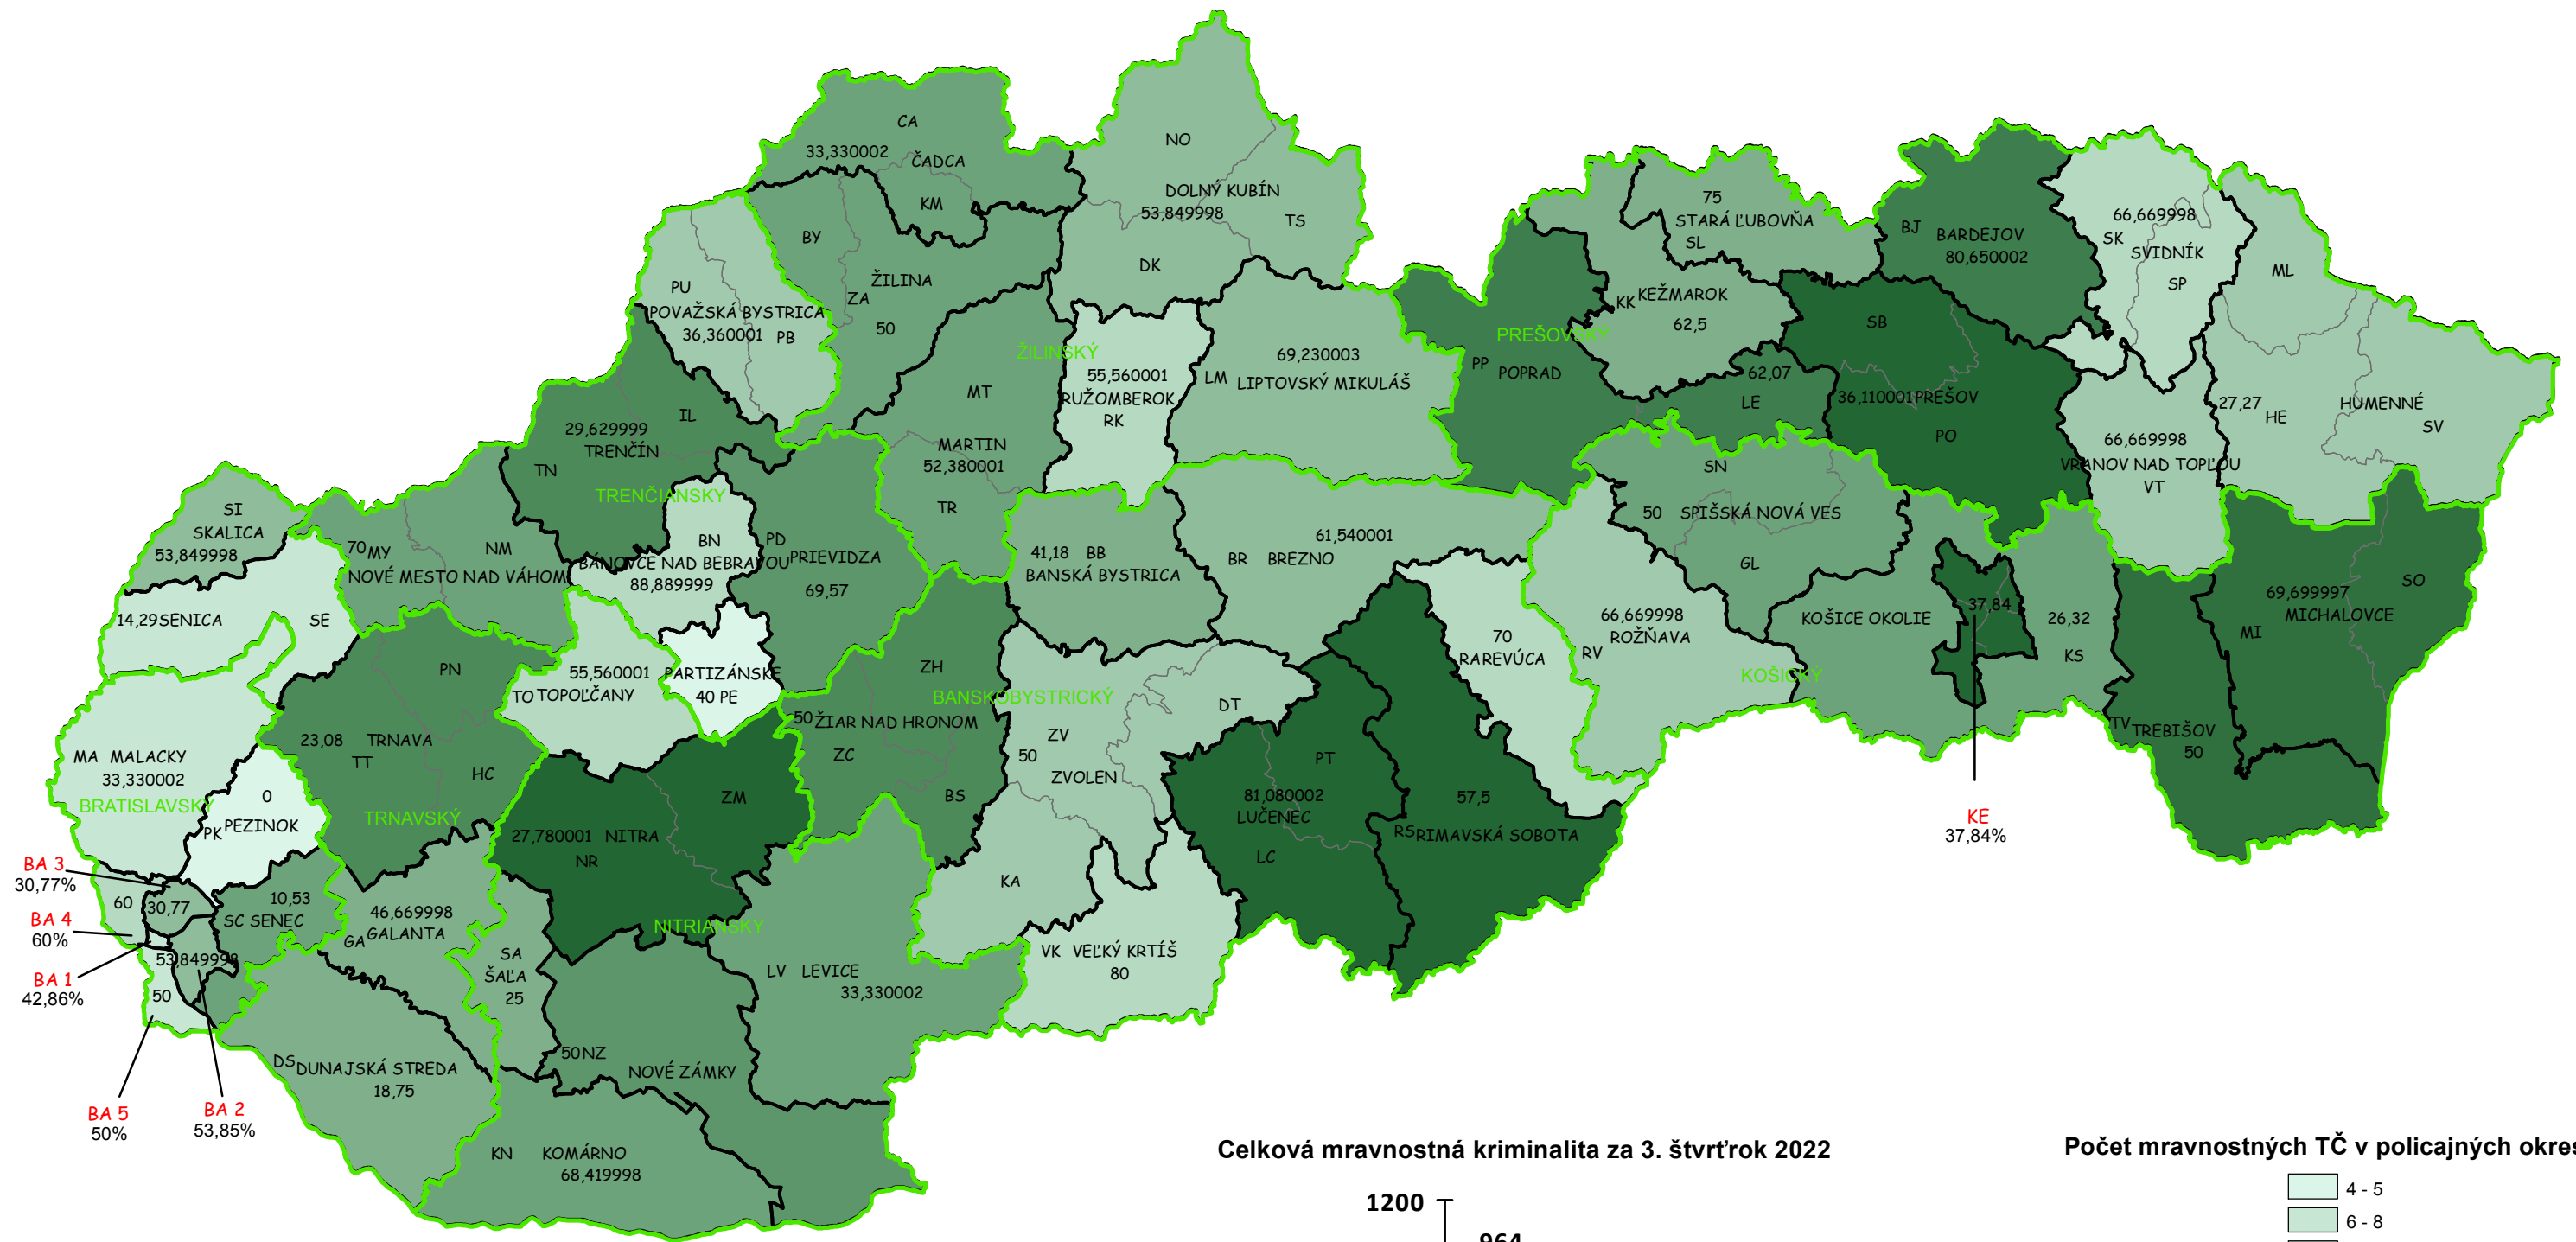 CA
33,330002
ČADCA
KM
NO
DOLNÝ KUBÍN
53,849998
TS
DK
BY
ŽILINA
ZA
50
PU
POVAŽSKÁ BYSTRICA
36,360001 PB
75
STARÁ ĽUBOVŇA
SL
BJ BARDEJOV
80,650002
66,669998
SK
SVIDNÍK
SP
ML
KK KEŽMAROK
62,5
PREŠOVSKÝ
PP POPRAD
SB
62,07
LE
36,110001 PREŠOV
PO
27,27
HE
HUMENNÉ
SV
66,669998
VRANOV NAD TOPĽOU
VT
ŽILINSKÝ
MT
MARTIN
52,380001
TR
55,560001
RUŽOMBEROK
RK
69,230003
LM LIPTOVSKÝ MIKULÁŠ
IL
29,629999
TRENČÍN
TN
TRENČIANSKY
SI
SKALICA
53,849998
70 MY
NM
NOVÉ MESTO NAD VÁHOM
BN
BÁNOVCE NAD BEBRAVOU
88,889999
PD PRIEVIDZA
69,57
41,18 BB
BANSKÁ BYSTRICA
61,540001
BR BREZNO
SN
50 SPIŠSKÁ NOVÁ VES
GL
14,29 SENICA
SE
66,669998
ROŽŇAVA
RV
70
RA REVÚCA
KOŠICE OKOLIE
37,84
26,32
KS
KOŠICKÝ
69,699997
MICHALOVCE
MI
SO
TV TREBIŠOV
50
KE
37,84%
PN
23,08 TRNAVA
TT
HC
TRNAVSKÝ
55,560001
TO TOPOĽČANY
PARTIZÁNSKE
40 PE
ZH
50 ŽIAR NAD HRONOM
ZC
BS
BANSKOBYSTRICKÝ
DT
ZV
50
ZVOLEN
KA
PT
81,080002
LUČENEC
LC
57,5
RS RIMAVSKÁ SOBOTA
MA MALACKY
33,330002
BRATISLAVSKÝ
0
PK PEZINOK
ZM
27,780001 NITRA
NR
NITRIANSKY
BA 3
30,77%
BA 4
60%
BA 1
42,86%
60
30,77
53,849998
50
10,53
SC SENEC
46,669998
GA GALANTA
SA
ŠAĽA
25
LV LEVICE
33,330002
VK VEĽKÝ KRTÍŠ
80
DS DUNAJSKÁ STREDA
18,75
50 NZ
NOVÉ ZÁMKY
BA 5
50%
BA 2
53,85%
KN KOMÁRNO
68,419998
Celková mravnostná kriminalita za 3. štvrťrok 2022
1200
964
Počet mravnostných TČ v policajných okres
4 - 5
6 - 8